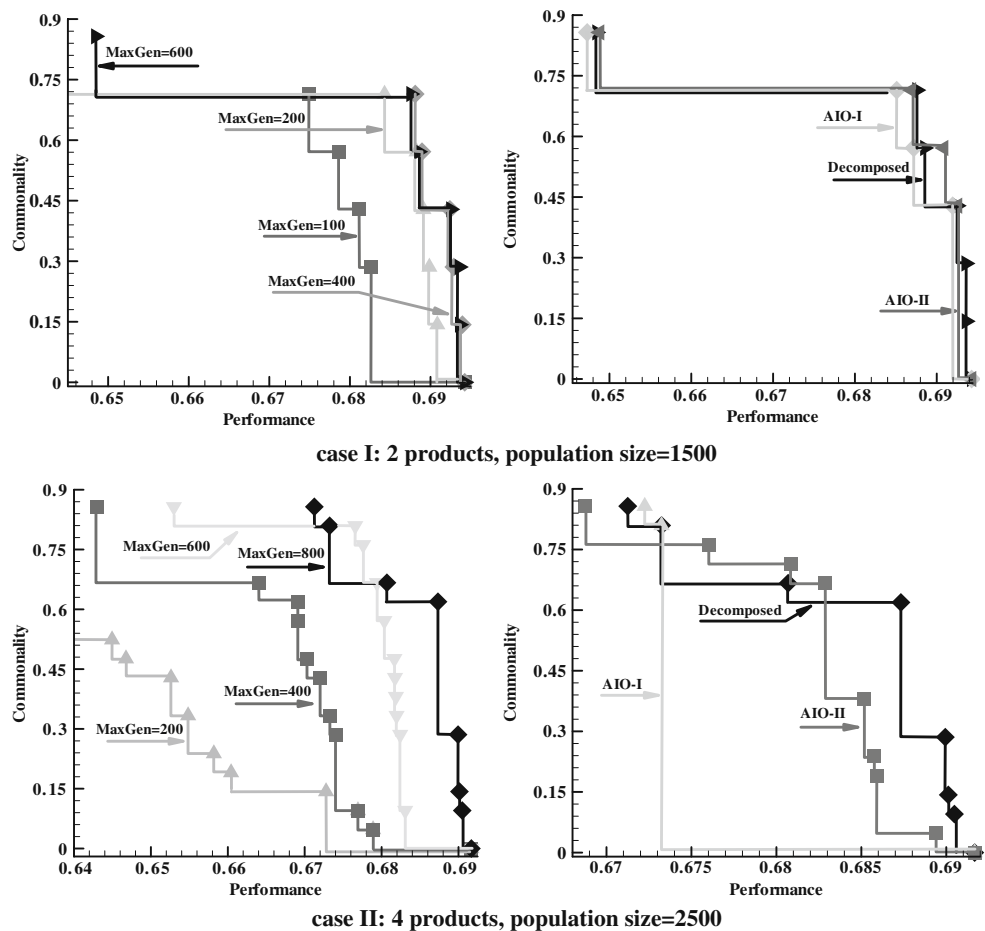 0.9
0.75
0.6
0.45
0.3
0.15
0
Commonality
MaxGen=600
MaxGen=200
MaxGen=100
MaxGen=400
0.65 0.66 0.67 0.68 0.69
Performance
0.9
0.75
0.6
0.45
0.3
0.15
0
Commonality
AIO-I
Decomposed
AIO-II
0.65 0.66 0.67 0.68 0.69
Performance
case I: 2 products, population size=1500
0.9
0.75
0.6
0.45
0.3
0.15
0
Commonality
MaxGen=600
MaxGen=800
MaxGen=400
MaxGen=200
0.64 0.65 0.66 0.67 0.68 0.69
Performance
0.9
0.75
0.6
0.45
0.3
0.15
0
Commonality
Decomposed
AIO-I
AIO-II
0.67 0.675 0.68 0.685 0.69
Performance
case II: 4 products, population size=2500